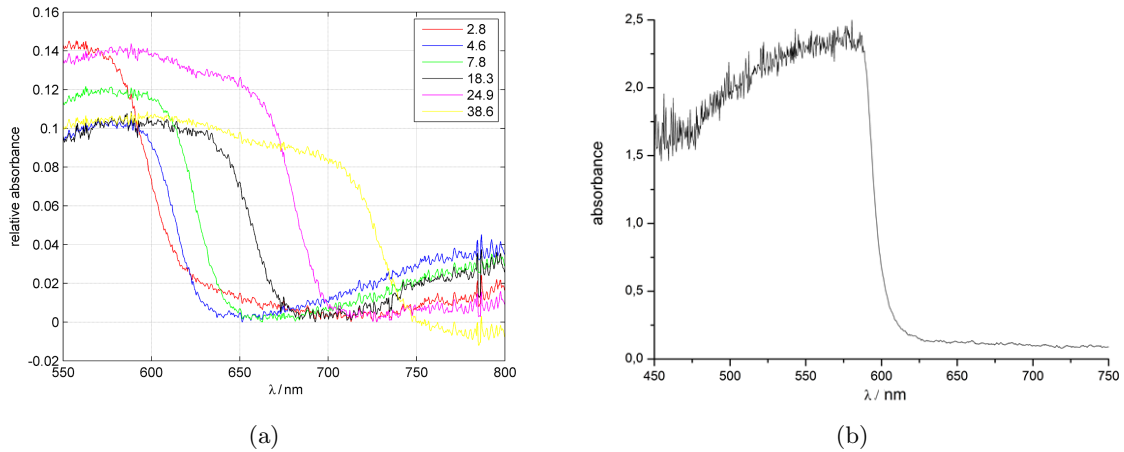 2.8
4.6
7.8
18.3
24.9
38.6
0.16
0.14
0.12
0.1
0.08
0.06
0.04
0.02
0
-0.02
relative absorbance
550 600 650 700 750 800
λ / nm
(a)
2,5
2,0
1,5
1,0
0,5
0,0
absorbance
450 500 550 600 650 700 750
λ / nm
(b)